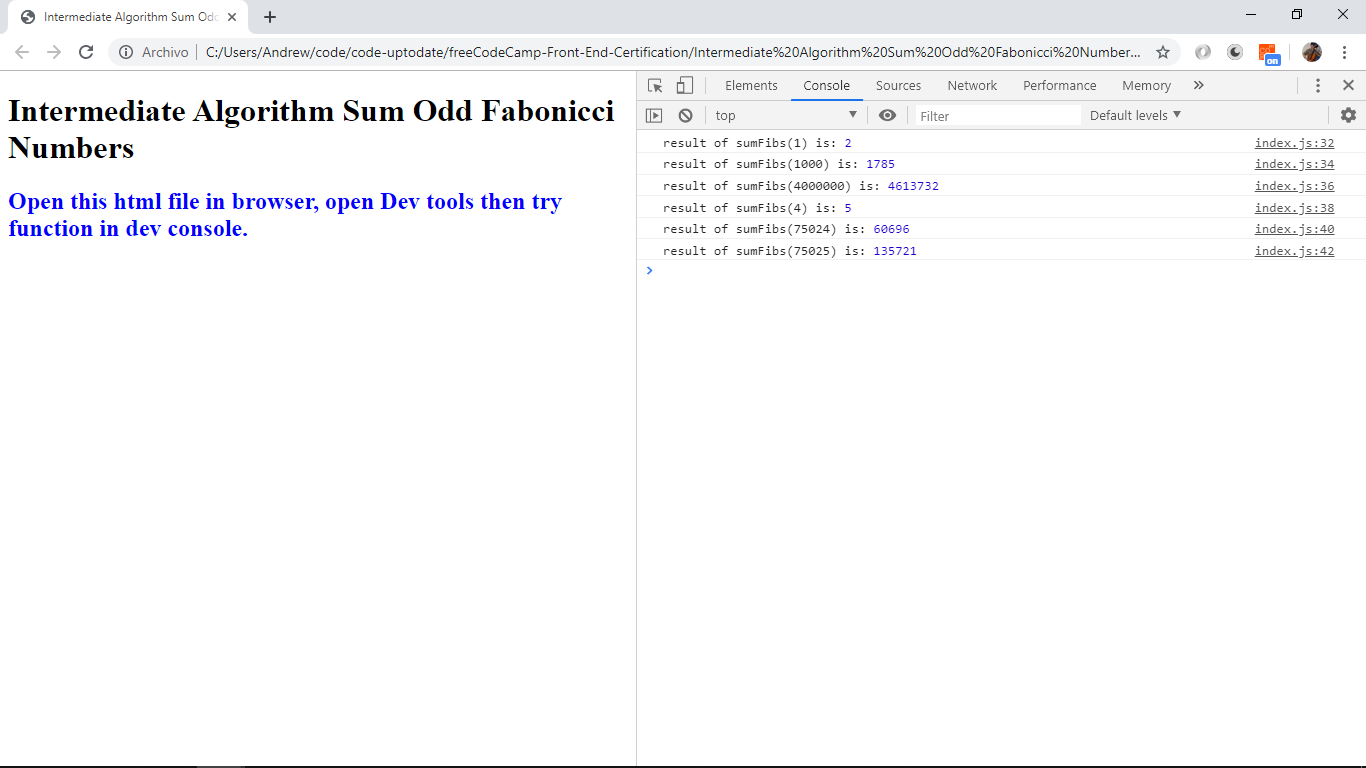 Intermediate Algorithm Sum Od
Archivo
C:/Users/Andrew/code/code-uptodate/freeCodeCamp-Front-End-Certification/Intermediate%20Algorithm%20Sum%20Odd%20Fabonicci%20Number...
on
Intermediate Algorithm Sum Odd Fabonicci
Numbers
Open this html file in browser, open Dev tools then try
function in dev console.
Elements Console Sources Network Performance Memory »
top Filter Default levels
result of sumFibs(1) is: 2 index.js:32
result of sumFibs(1000) is: 1785 index.js:34
result of sumFibs(4000000) is: 4613732 index.js:36
result of sumFibs(4) is: 5 index.js:38
result of sumFibs(75024) is: 60696 index.js:40
result of sumFibs(75025) is: 135721 index.js:42